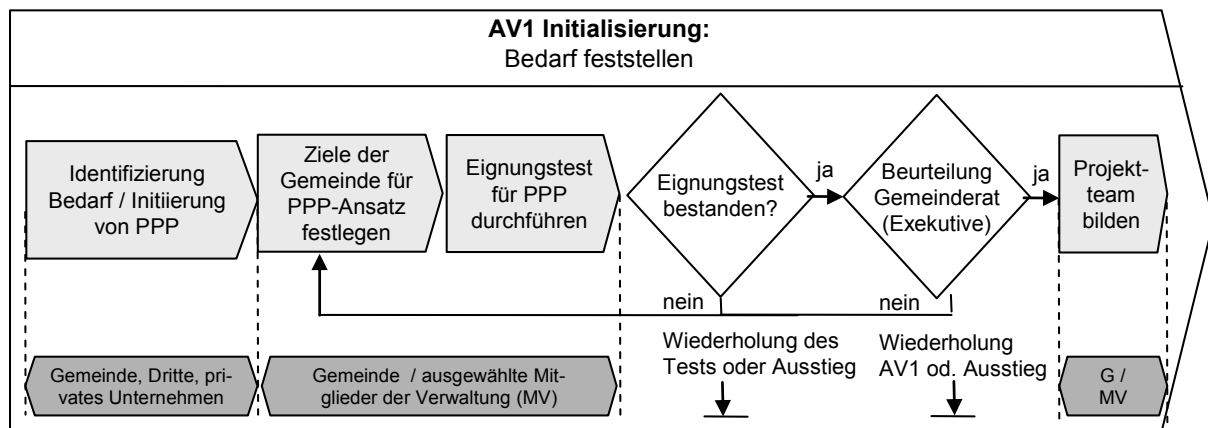 AV1 Initialisierung:
Bedarf feststellen
Identifizierung
Bedarf / Initiierung
von PPP
Ziele der
Gemeinde für
PPP-Ansatz
festlegen
Eignungstest
für PPP
durchführen
Eignungstest
bestanden?
ja
Beurteilung
Gemeinderat
(Exekutive)
ja
Projekt-
team
bilden
nein
nein
Wiederholung des
Tests oder Ausstieg
Wiederholung
AV1 od. Ausstieg
Gemeinde, Dritte, pri-
vates Unternehmen
Gemeinde / ausgewählte Mit-
glieder der Verwaltung (MV)
G /
MV